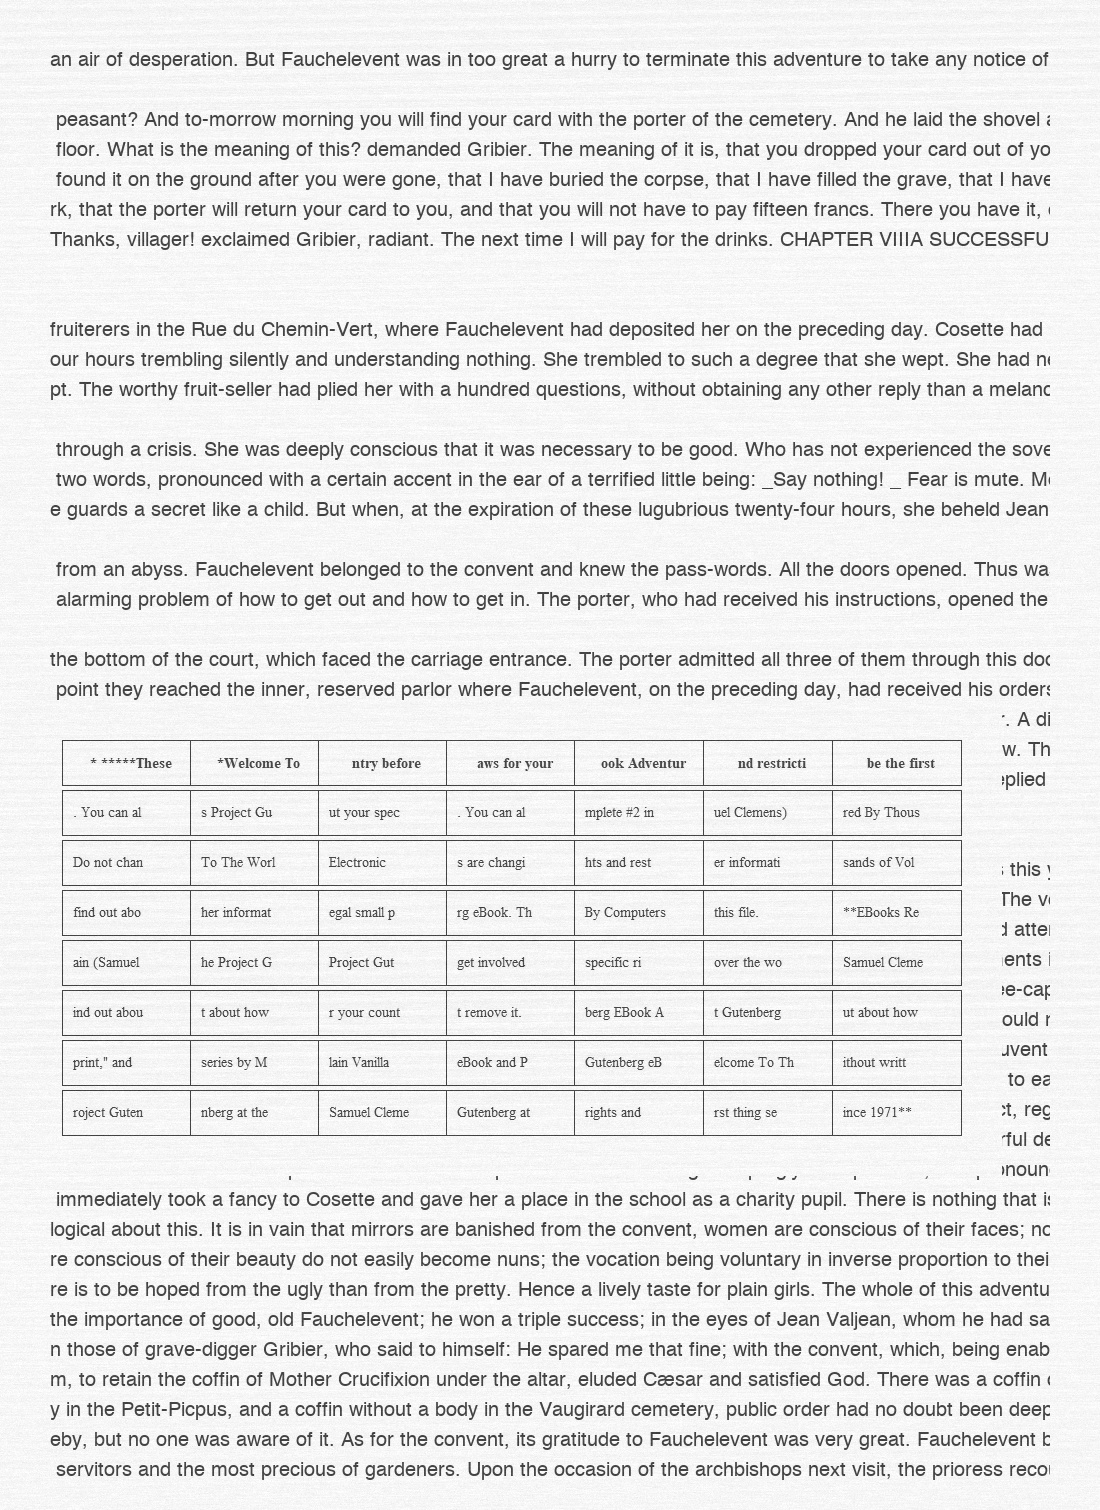 an air of desperation. But Fauchelevent was in too great a hurry to terminate this adventure to take any notice of
peasant? And to-morrow morning you will find your card with the porter of the cemetery. And he laid the shovel
floor. What is the meaning of this? demanded Gribier. The meaning of it is, that you dropped your card out of yo
found it on the ground after you were gone, that I have buried the corpse, that I have filled the grave, that I have
rk, that the porter will return your card to you, and that you will not have to pay fifteen francs. There you have it,
Thanks, villager! exclaimed Gribier, radiant. The next time I will pay for the drinks. CHAPTER VIIIA SUCCESSFU
fruiterers in the Rue du Chemin-Vert, where Fauchelevent had deposited her on the preceding day. Cosette had
our hours trembling silently and understanding nothing. She trembled to such a degree that she wept. She had
pt. The worthy fruit-seller had plied her with a hundred questions, without obtaining any other reply than a melanc
through a crisis. She was deeply conscious that it was necessary to be good. Who has not experienced the sove
two words, pronounced with a certain accent in the ear of a terrified little being: _Say nothing! _ Fear is mute.
e guards a secret like a child. But when, at the expiration of these lugubrious twenty-four hours, she beheld Jean
from an abyss. Fauchelevent belonged to the convent and knew the pass-words. All the doors opened. Thus wa
alarming problem of how to get out and how to get in. The porter, who had received his instructions, opened the
the bottom of the court, which faced the carriage entrance. The porter admitted all three of them through this
point they reached the inner, reserved parlor where Fauchelevent, on the preceding day, had received his orders
. A di
w. Th
* *****These *Welcome To ntry before aws for your ook Adventur nd restricti be the first
plied
. You can al s Project Gu ut your spec . You can al mplete #2 in uel Clemens) red By Thous
Do not chan To The Worl Electronic s are changi hts and rest er informati sands of Vol
this
The
find out abo her informat egal small p rg eBook. Th By Computers this file. **EBooks Re
atter
ain (Samuel he Project G Project Gut get involved specific ri over the wo Samuel Cleme
ents
e-cap
ind out abou t about how r your count t remove it. berg EBook A t Gutenberg ut about how
ould
uvent
print," and series by M lain Vanilla eBook and P Gutenberg eB elcome To Th ithout writt
to ea
roject Guten nberg at the Samuel Cleme Gutenberg at rights and rst thing se ince 1971**
ct, reg
rful de
noun
immediately took a fancy to Cosette and gave her a place in the school as a charity pupil. There is nothing that is
logical about this. It is in vain that mirrors are banished from the convent, women are conscious of their faces; no
re conscious of their beauty do not easily become nuns; the vocation being voluntary in inverse proportion to thei
re is to be hoped from the ugly than from the pretty. Hence a lively taste for plain girls. The whole of this adventu
the importance of good, old Fauchelevent; he won a triple success; in the eyes of Jean Valjean, whom he had sa
n those of grave-digger Gribier, who said to himself: He spared me that fine; with the convent, which, being enab
m, to retain the coffin of Mother Crucifixion under the altar, eluded Cæsar and satisfied God. There was a coffin
y in the Petit-Picpus, and a coffin without a body in the Vaugirard cemetery, public order had no doubt been deep
eby, but no one was aware of it. As for the convent, its gratitude to Fauchelevent was very great. Fauchelevent b
servitors and the most precious of gardeners. Upon the occasion of the archbishops next visit, the prioress reco